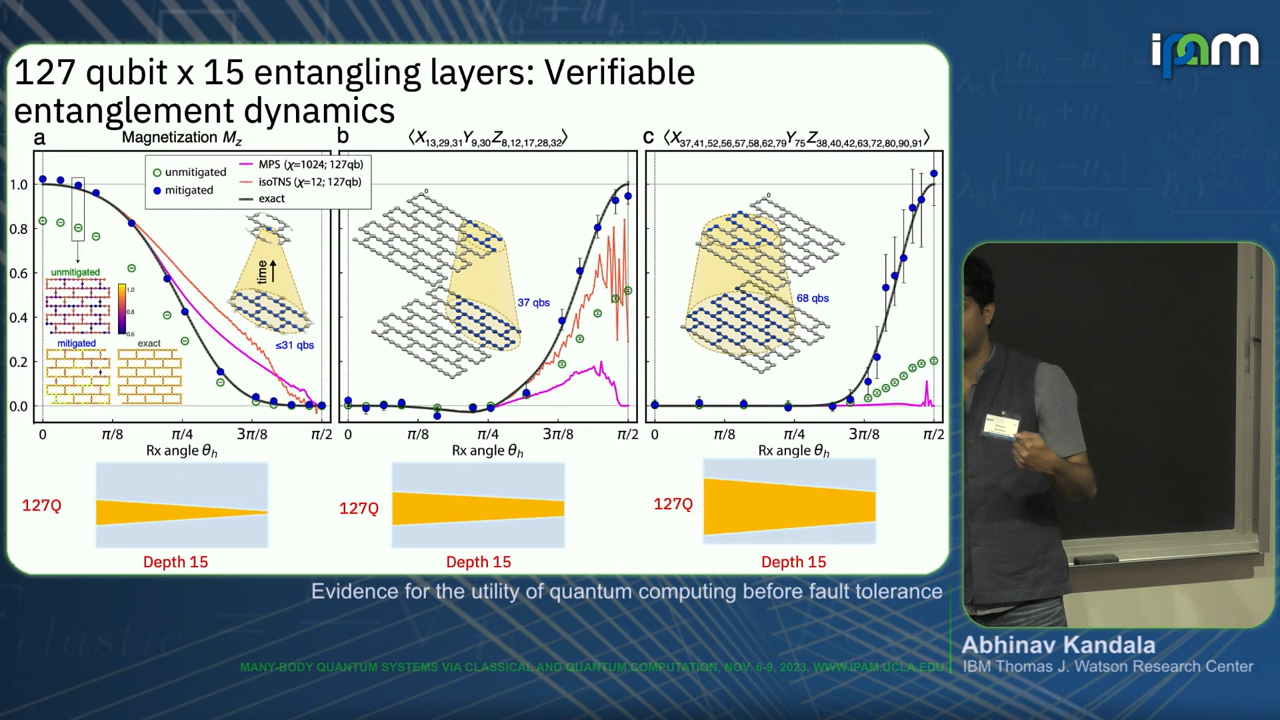 ipam
127 qubit x 15 entangling layers: Verifiable
entanglement dynamics
a Magnetization Mz
b ⟨X13,29,31Y9,30Z8,12,17,28,32⟩
c ⟨X37,41,52,56,57,58,62,79Y75Z38,40,42,63,72,80,90,91⟩
unmitigated
mitigated
MPS (χ=1024; 127qb)
isoTNS (χ=12; 127qb)
exact
1.0
0.8
0.6
0.4
0.2
0.0
unmitigated
1.0
0.8
0.6
mitigated
exact
time
≤31 qbs
37 qbs
68 qbs
0 π/8 π/4 3π/8 π/2
Rx angle θh
0 π/8 π/4 3π/8 π/2
Rx angle θh
0 π/8 π/4 3π/8 π/2
Rx angle θh
127Q
Depth 15
127Q
Depth 15
127Q
Depth 15
Evidence for the utility of quantum computing before fault tolerance
Abhinav Kandala
IBM Thomas J. Watson Research Center
MANY-BODY QUANTUM SYSTEMS VIA CLASSICAL AND QUANTUM COMPUTATION, NOV. 6-9. 2023, WWW.IPAM.UCLA.EDU